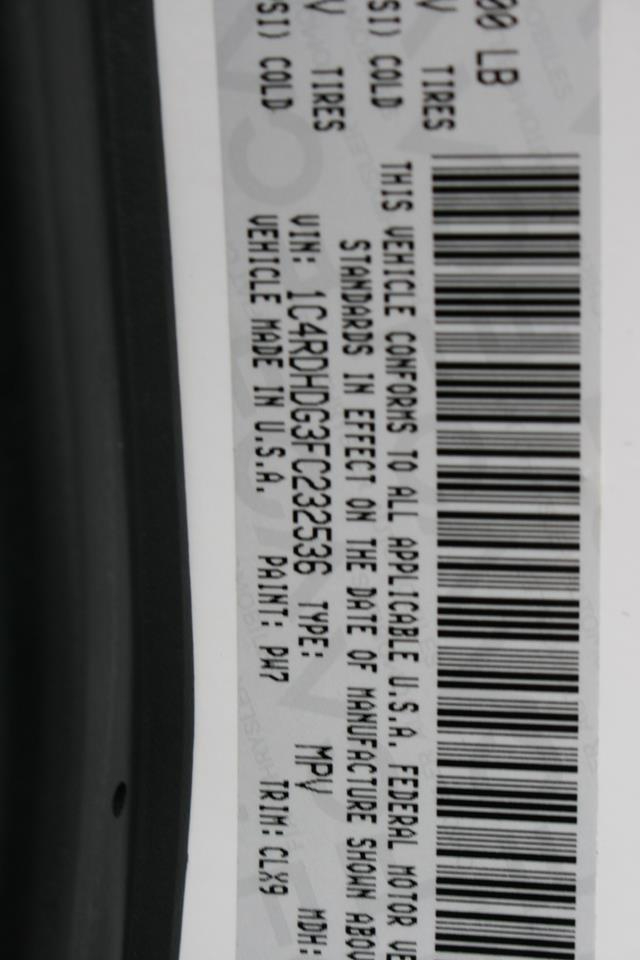 00 LB
V TIRES
SI) COLD
V TIRES
SI) COLD
THIS VEHICLE CONFORMS TO ALL APPLICABLE U.S.A. FEDERAL MOTOR VE
STANDARDS IN EFFECT ON THE DATE OF MANUFACTURE SHOWN ABOV
VIN: 1C4RDHDG3FC232536 TYPE: MPV MDH:
VEHICLE MADE IN U.S.A. PAINT: PW7 TRIM: CLX9